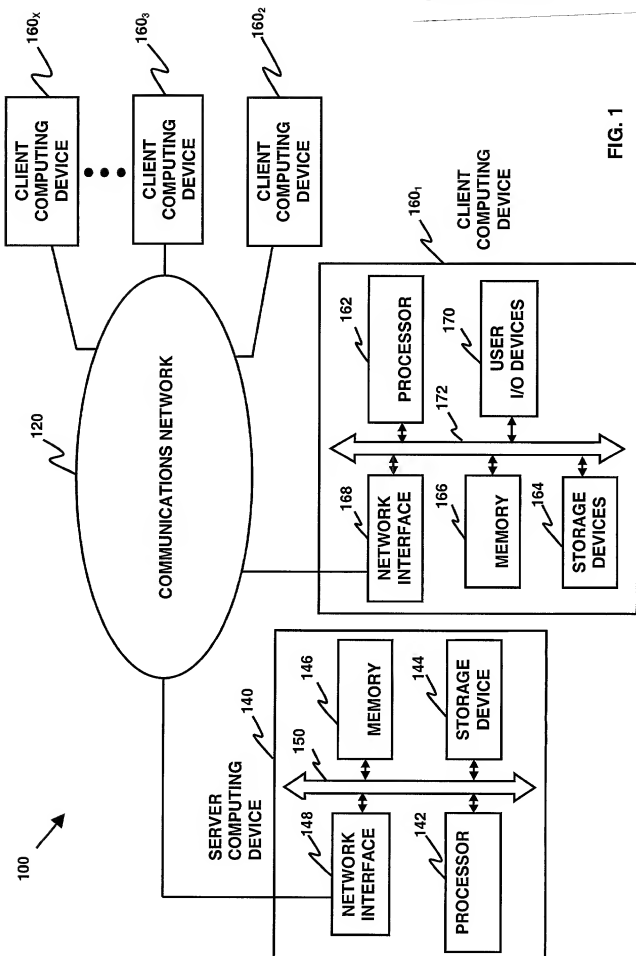 100
120
COMMUNICATIONS NETWORK
160X
CLIENT
COMPUTING
DEVICE
1603
CLIENT
COMPUTING
DEVICE
1602
CLIENT
COMPUTING
DEVICE
SERVER
COMPUTING
DEVICE
140
148
NETWORK
INTERFACE
146
MEMORY
150
142
PROCESSOR
144
STORAGE
DEVICE
1601
CLIENT
COMPUTING
DEVICE
168
NETWORK
INTERFACE
162
PROCESSOR
172
166
MEMORY
170
USER
I/O DEVICES
164
STORAGE
DEVICES
FIG. 1